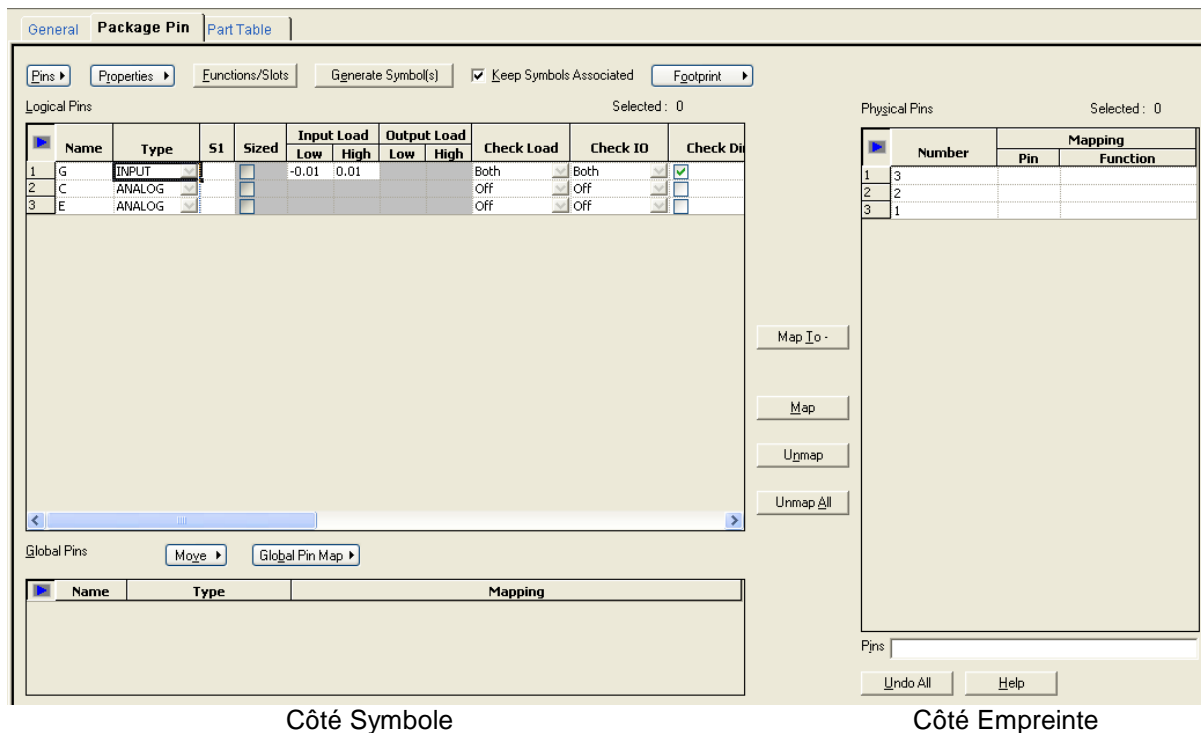 General Package Pin Part Table
Pins Properties Functions/Slots Generate Symbol(s) Keep Symbols Associated Footprint
Logical Pins Selected : 0 Physical Pins Selected : 0
Name Type S1 Sized Input Load Output Load Check Load Check IO
Low High Low High
1 G INPUT -0.01 0.01 Both Both
2 C ANALOG Off Off
3 E ANALOG Off Off
Number Mapping
Pin Function
1 3
2 2
3 1
Map To -
Map
Unmap
Unmap All
Global Pins Move Global Pin Map
Name Type Mapping
Pins
Undo All Help
Côté Symbole Côté Empreinte